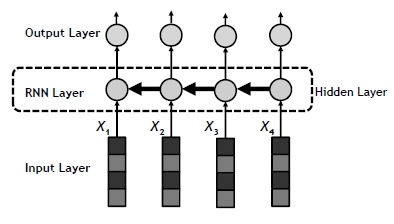 Output Layer
RNN Layer
Hidden Layer
X1 X2 X3 X4
Input Layer